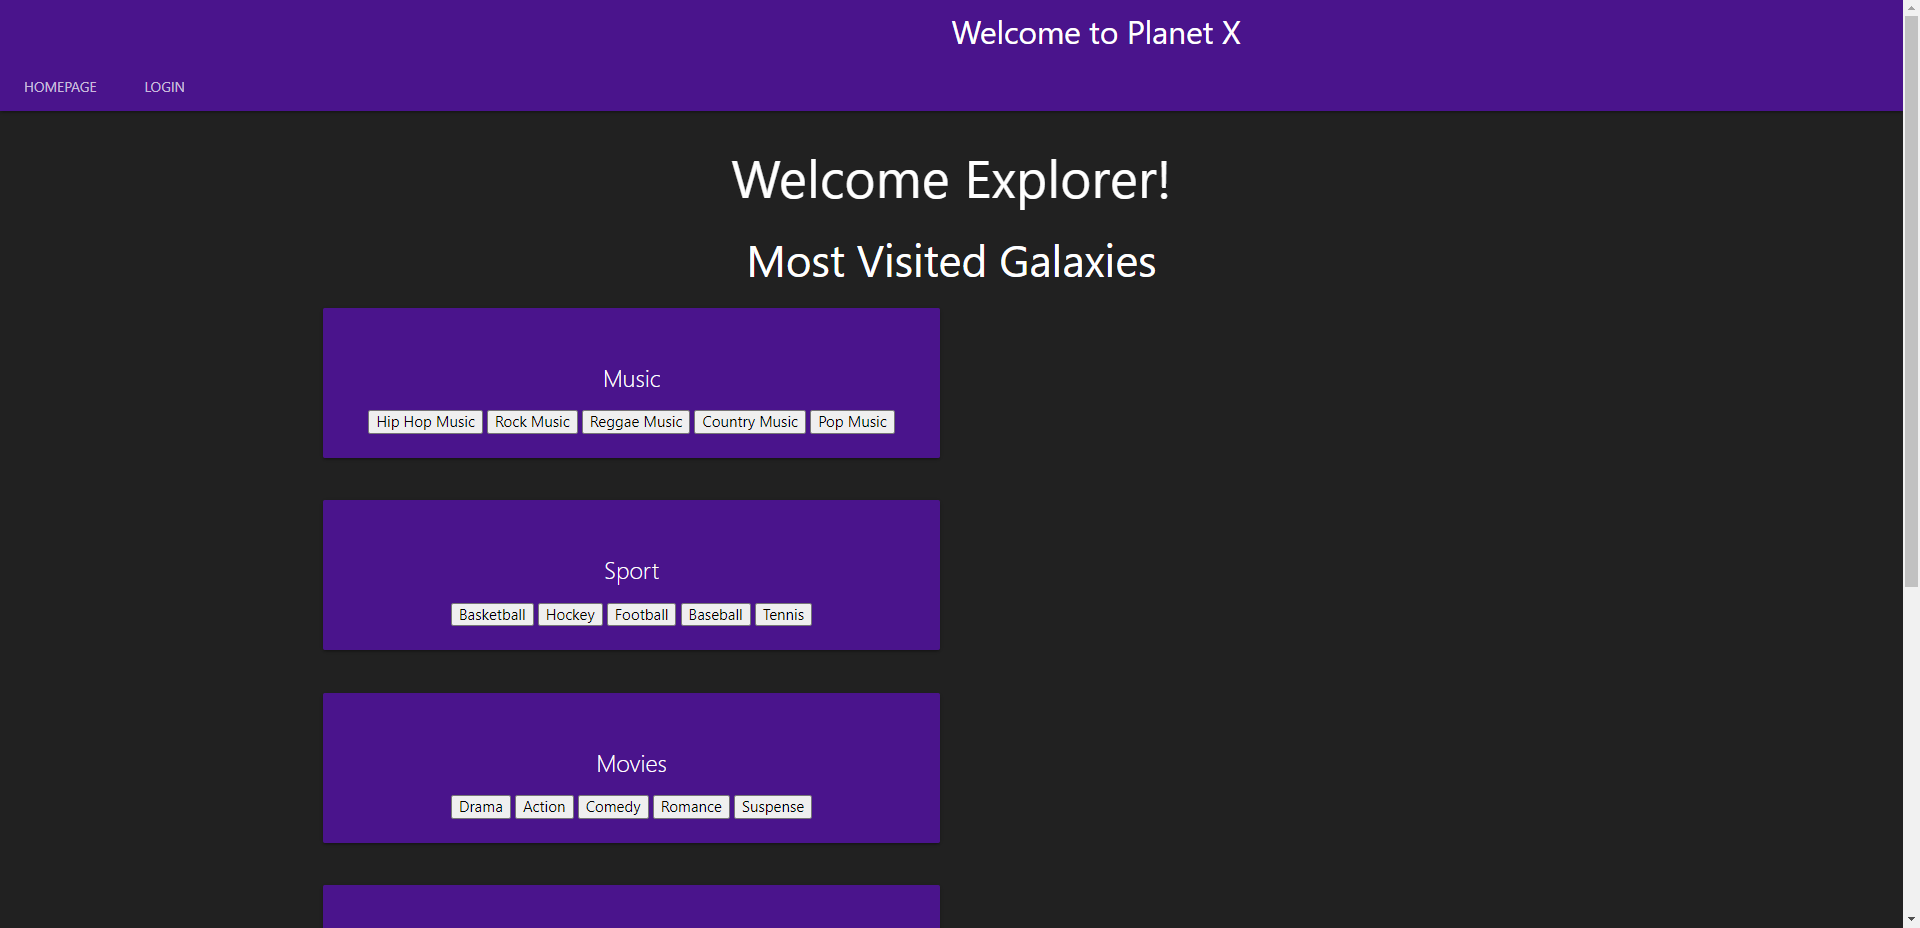 Welcome to Planet X
HOMEPAGE LOGIN
Welcome Explorer!
Most Visited Galaxies
Music
Hip Hop Music Rock Music Reggae Music Country Music Pop Music
Sport
Basketball Hockey Football Baseball Tennis
Movies
Drama Action Comedy Romance Suspense